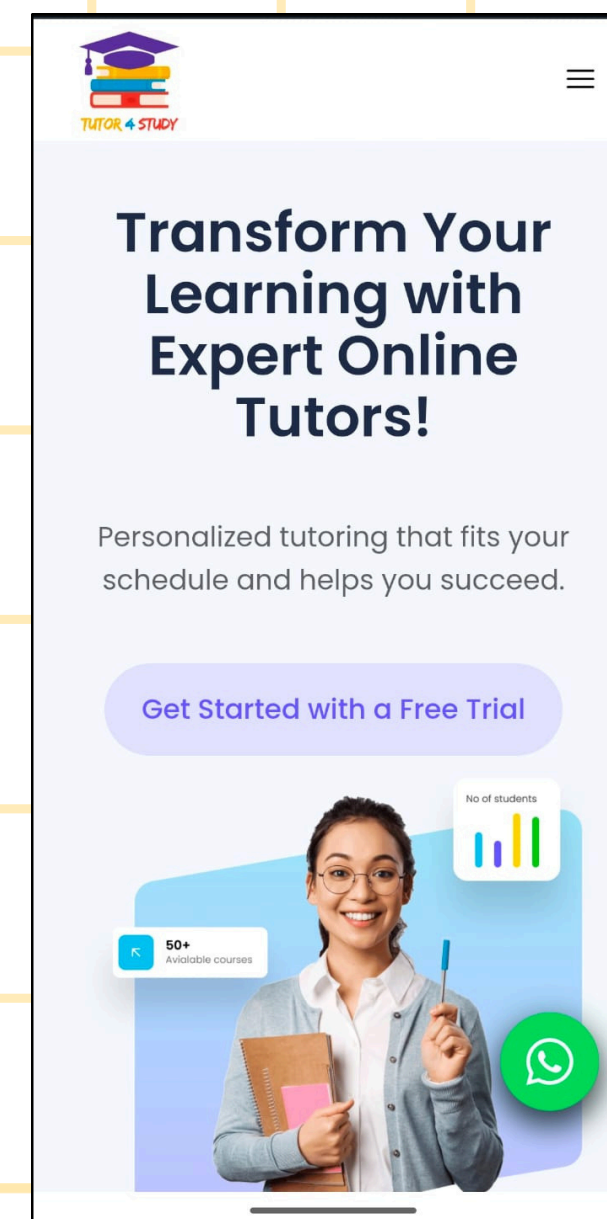 TUTOR 4 STUDY
Transform Your
Learning with
Expert Online
Tutors!
Personalized tutoring that fits your
schedule and helps you succeed.
Get Started with a Free Trial
No of students
50+
Avialable courses